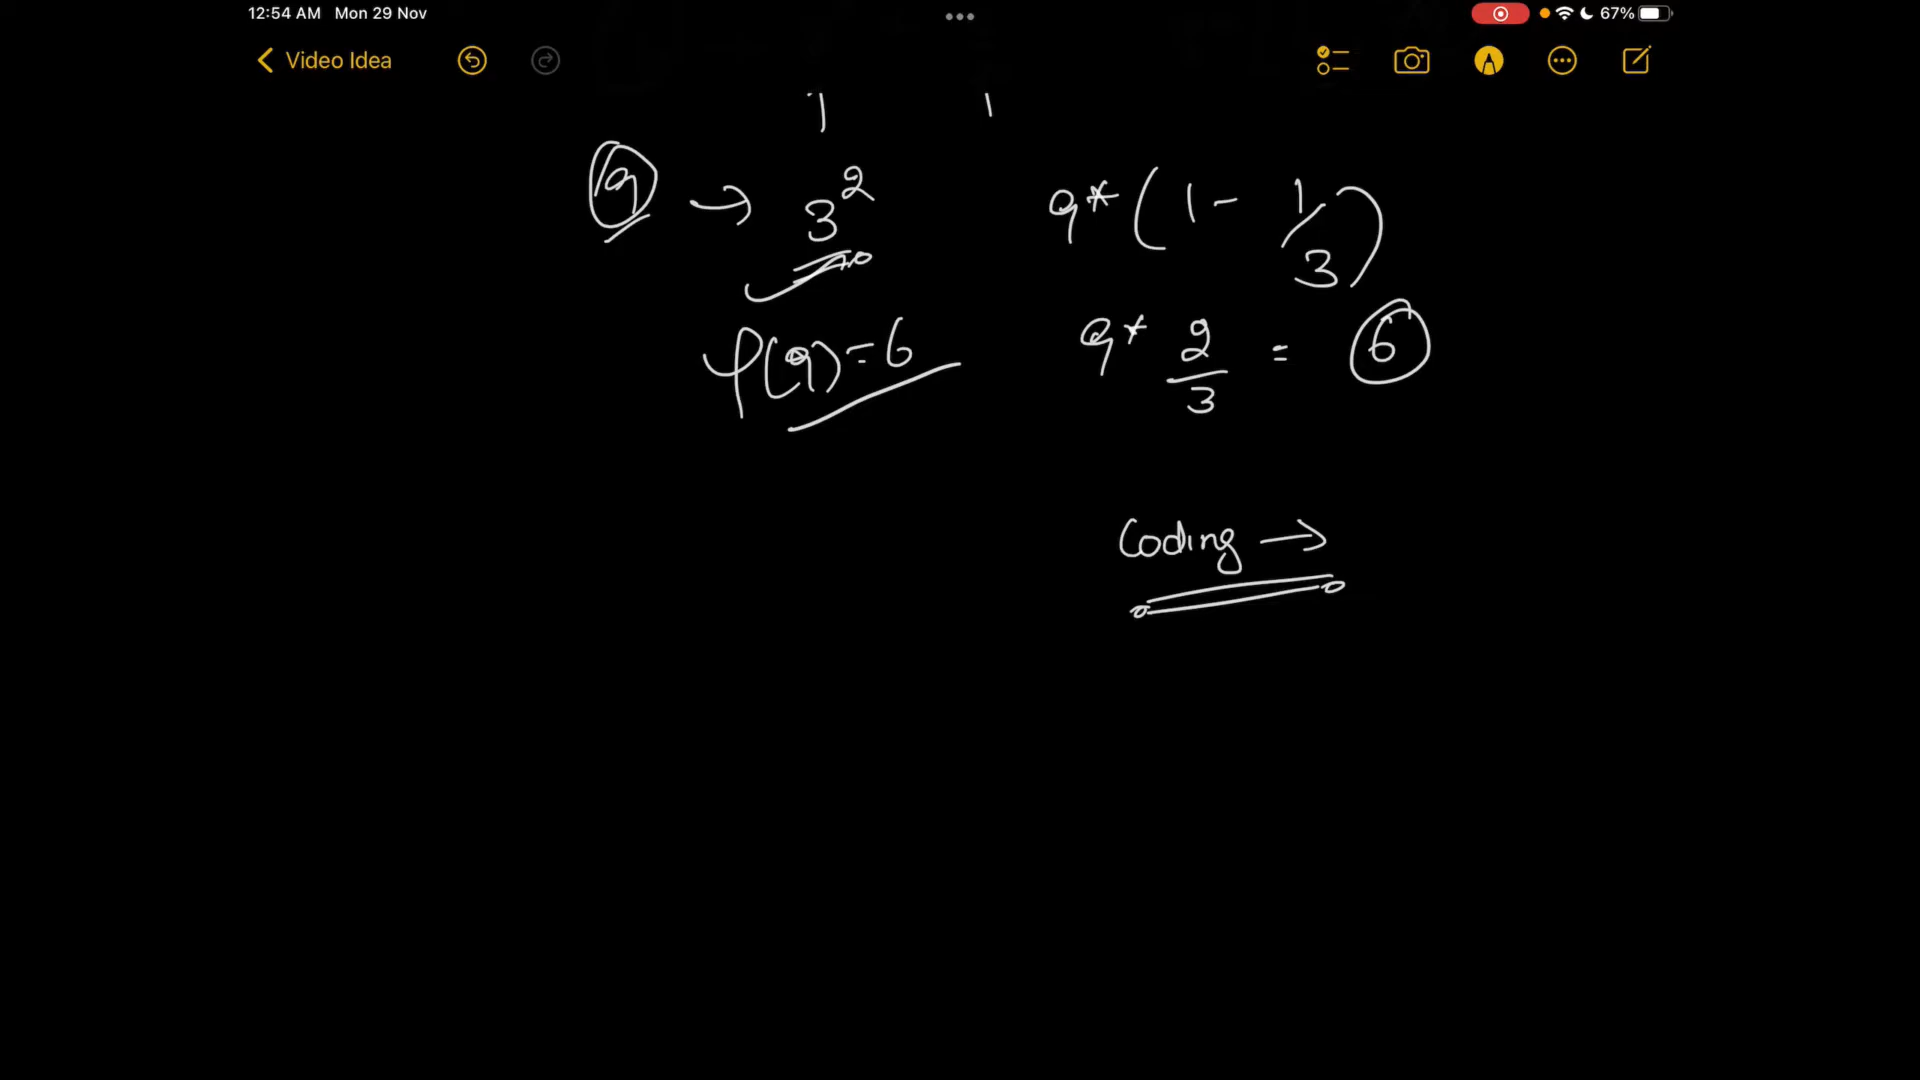 12:54 AM Mon 29 Nov
67%
Video Idea
9 → 3² 9*(1 - 1/3)
φ(9) = 6 9* 2/3 = 6
Coding →